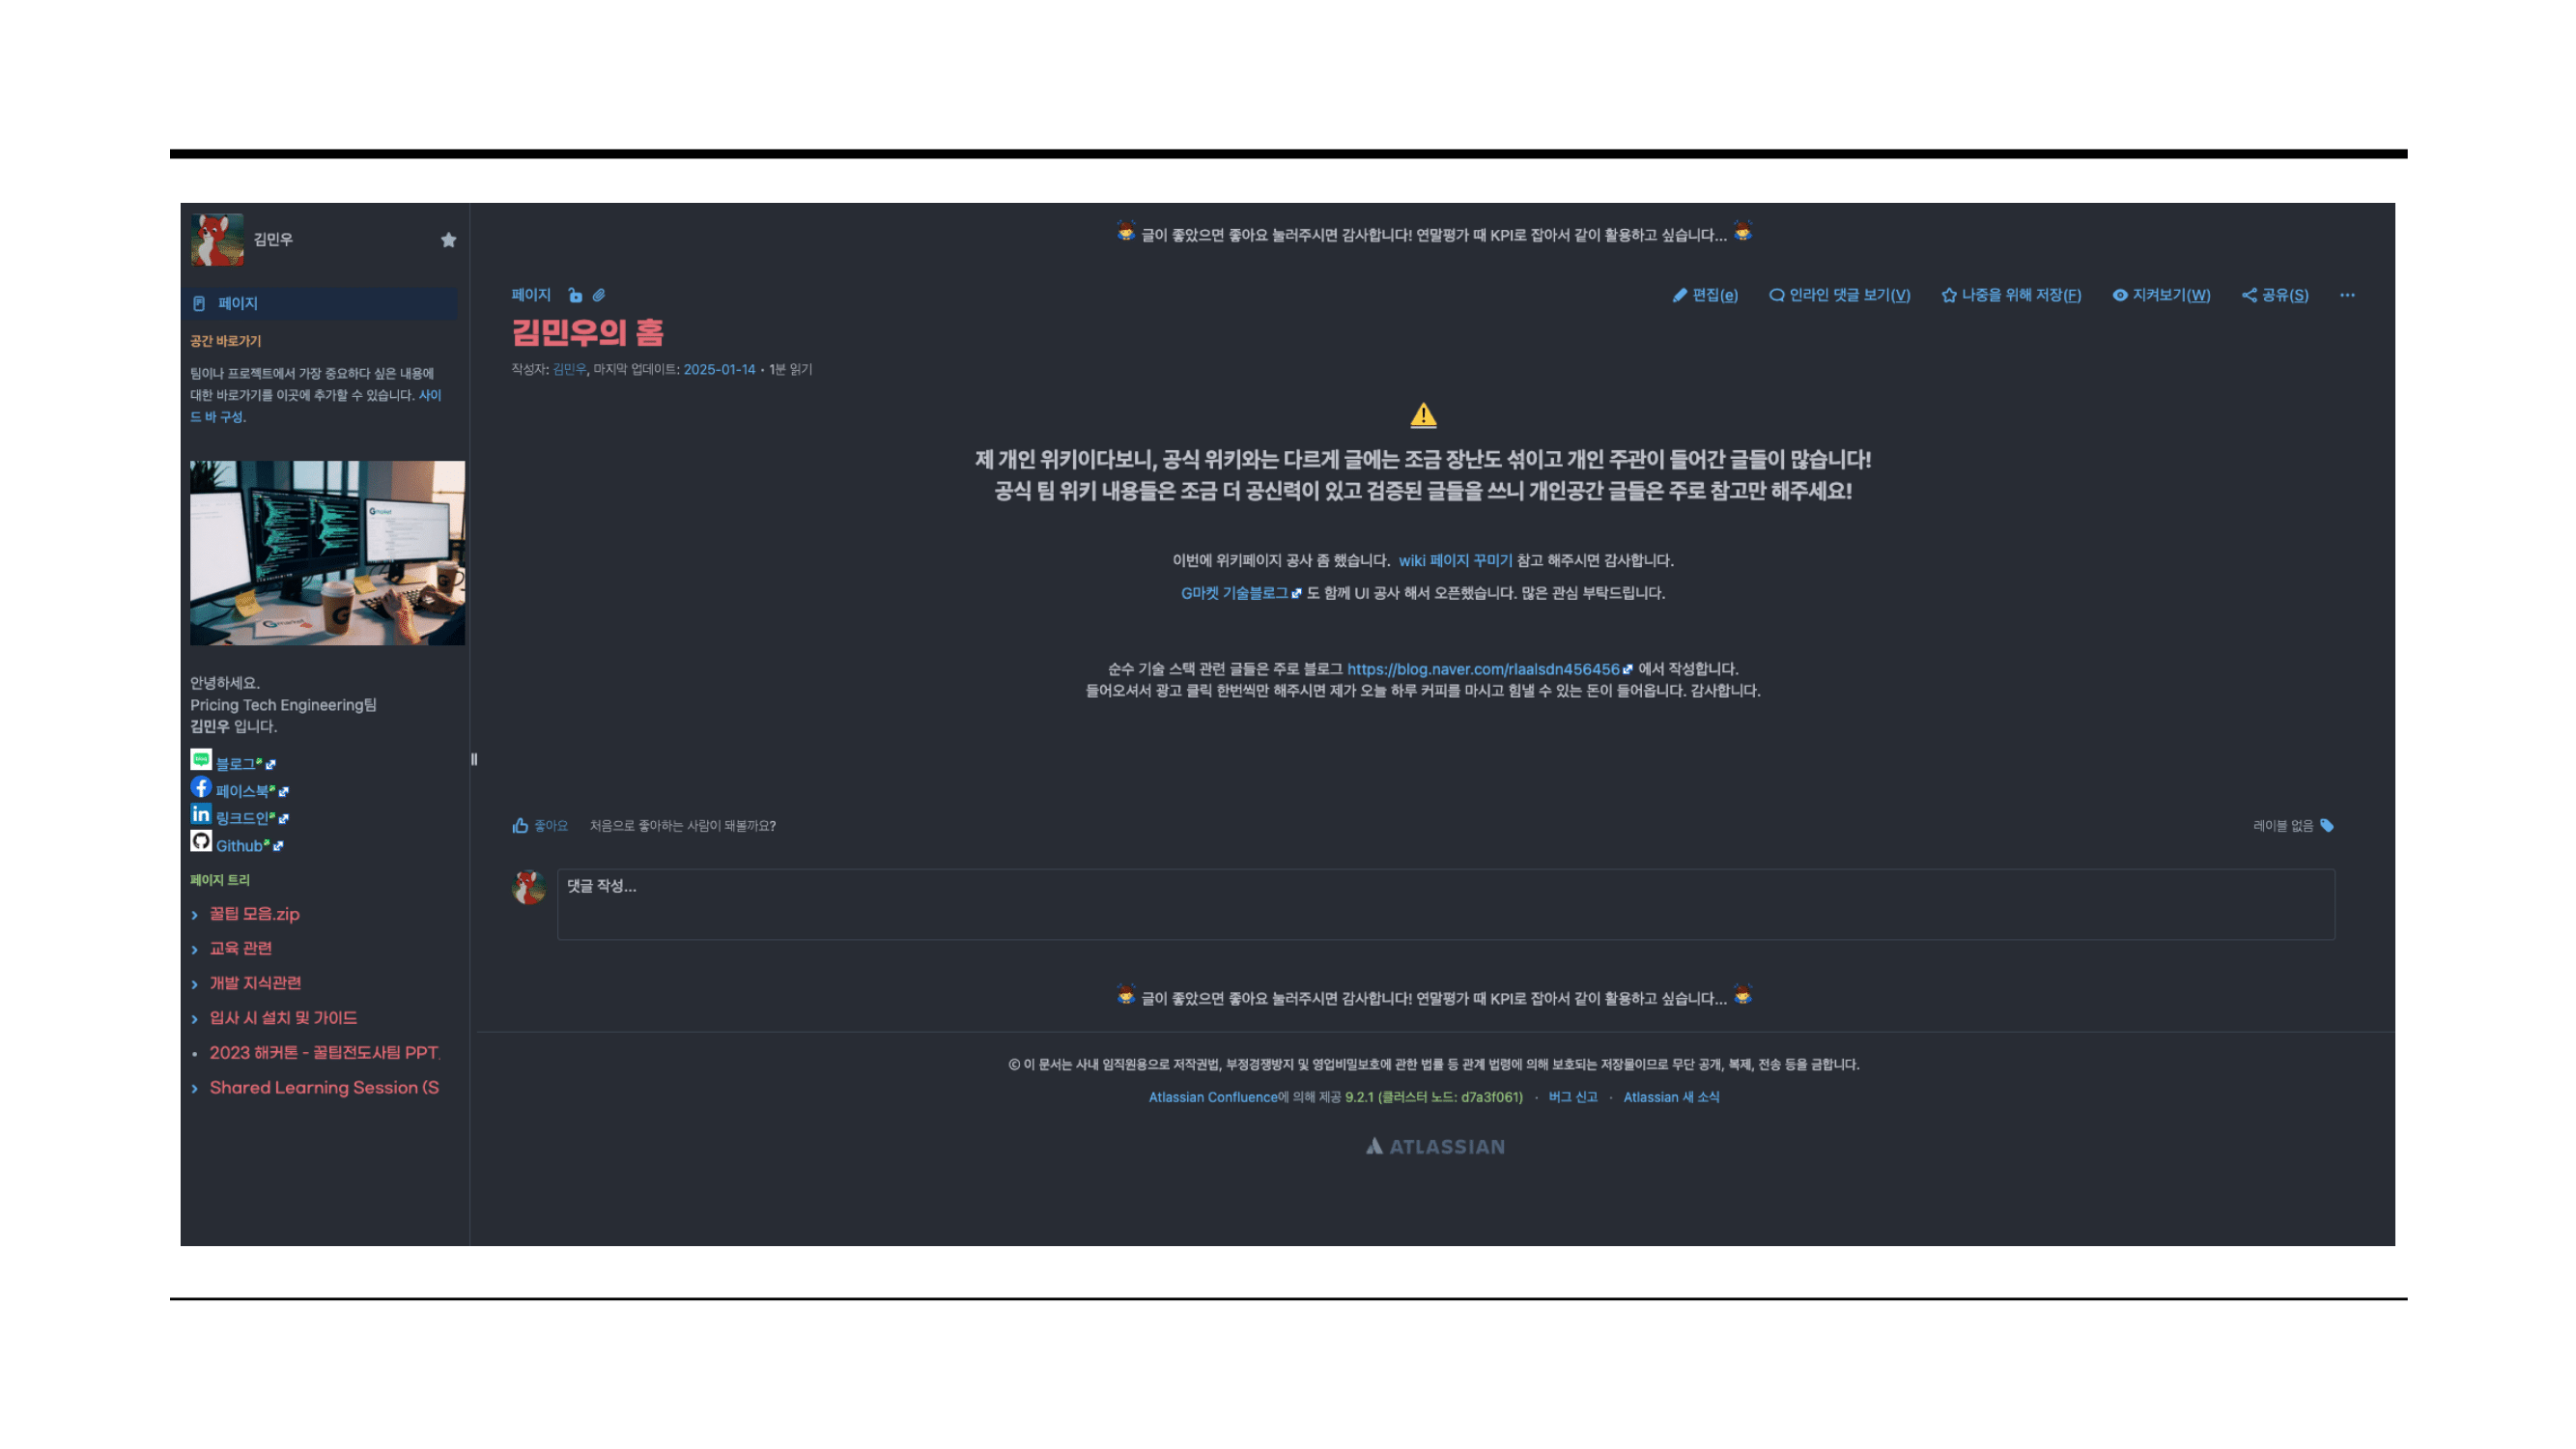 김민우
페이지
공간 바로가기
팀이나 프로젝트에서 가장 중요하다 싶은 내용에
대한 바로가기를 이곳에 추가할 수 있습니다. 사이
드 바 구성.
Gmarket
안녕하세요.
Pricing Tech Engineering팀
김민우 입니다.
블로그
페이스북
링크드인
Github
페이지 트리
꿀팁 모음.zip
교육 관련
개발 지식관련
입사 시 설치 및 가이드
2023 해커톤 - 꿀팁전도사팀 PPT
Shared Learning Session (S
글이 좋았으면 좋아요 눌러주시면 감사합니다! 연말평가 때 KPI로 잡아서 같이 활용하고 싶습니다...
페이지
편집(e) 인라인 댓글 보기(V) 나중을 위해 저장(F) 지켜보기(W) 공유(S) ...
김민우의 홈
작성자: 김민우, 마지막 업데이트: 2025-01-14 • 1분 읽기
제 개인 위키이다보니, 공식 위키와는 다르게 글에는 조금 장난도 섞이고 개인 주관이 들어간 글들이 많습니다!
공식 팀 위키 내용들은 조금 더 공신력이 있고 검증된 글들을 쓰니 개인공간 글들은 주로 참고만 해주세요!
이번에 위키페이지 공사 좀 했습니다. wiki 페이지 꾸미기 참고 해주시면 감사합니다.
G마켓 기술블로그 도 함께 UI 공사 해서 오픈했습니다. 많은 관심 부탁드립니다.
순수 기술 스택 관련 글들은 주로 블로그 https://blog.naver.com/rlaalsdn456456 에서 작성합니다.
들어오셔서 광고 클릭 한번씩만 해주시면 제가 오늘 하루 커피를 마시고 힘낼 수 있는 돈이 들어옵니다. 감사합니다.
좋아요 처음으로 좋아하는 사람이 돼볼까요?
레이블 없음
댓글 작성...
글이 좋았으면 좋아요 눌러주시면 감사합니다! 연말평가 때 KPI로 잡아서 같이 활용하고 싶습니다...
© 이 문서는 사내 임직원용으로 저작권법, 부정경쟁방지 및 영업비밀보호에 관한 법률 등 관계 법령에 의해 보호되는 저장물이므로 무단 공개, 복제, 전송 등을 금합니다.
Atlassian Confluence에 의해 제공 9.2.1 (클러스터 노드: d7a3f061) · 버그 신고 · Atlassian 새 소식
ATLASSIAN